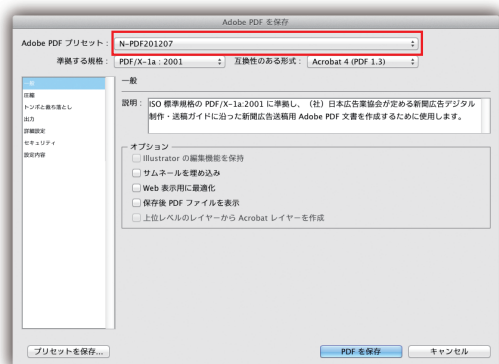 Adobe PDF を保存
Adobe PDF プリセット： N-PDF201207
準拠する規格： PDF/X-1a：2001 互換性のある形式： Acrobat 4 (PDF 1.3)
一般
圧縮
トンボと裁ち落とし
出力
詳細設定
セキュリティ
設定内容
一般
説明： ISO 標準規格の PDF/X-1a:2001 に準拠し、（社）日本広告業協会が定める新聞広告デジタル
制作・送稿ガイドに沿った新聞広告送稿用 Adobe PDF 文書を作成するために使用します。
オプション
Illustrator の編集機能を保持
サムネールを埋め込み
Web 表示用に最適化
保存後 PDF ファイルを表示
上位レベルのレイヤーから Acrobat レイヤーを作成
プリセットを保存... PDF を保存 キャンセル